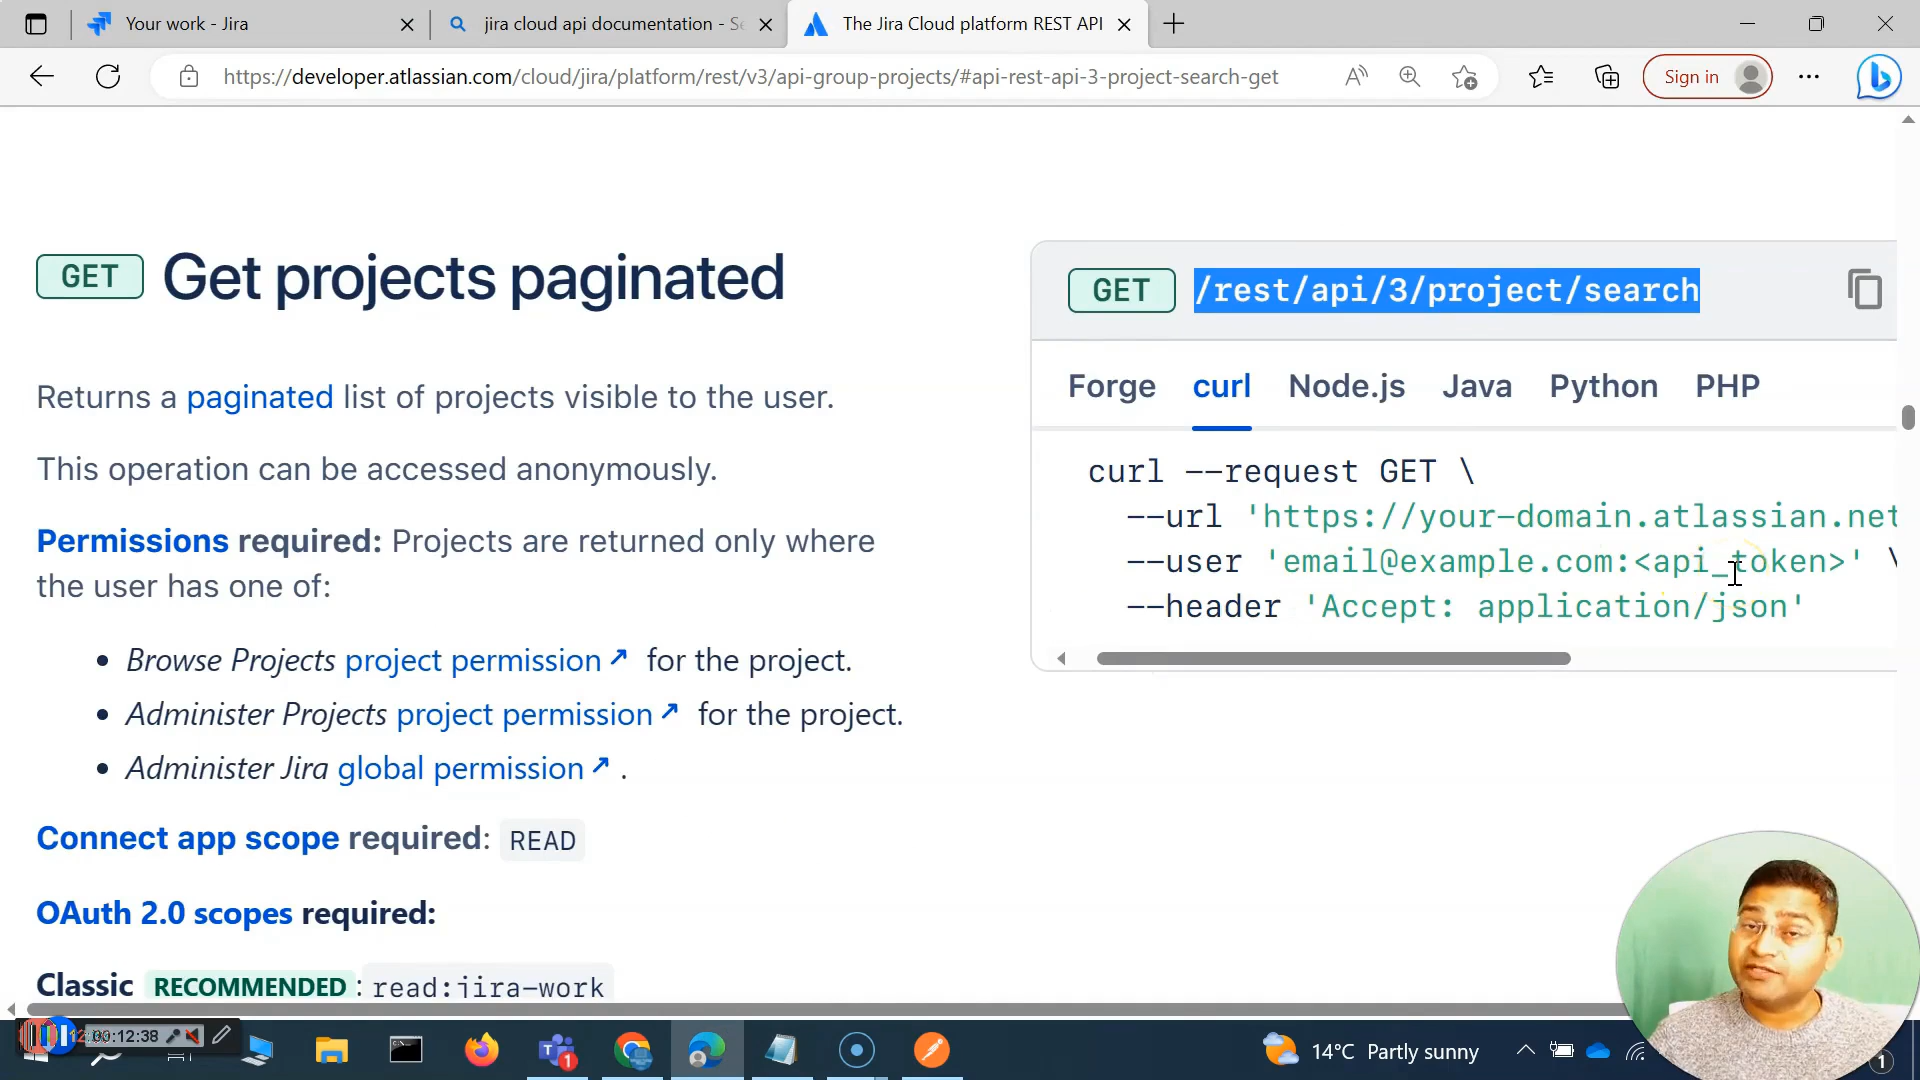 Your work - Jira
jira cloud api documentation - Se
The Jira Cloud platform REST API
https://developer.atlassian.com/cloud/jira/platform/rest/v3/api-group-projects/#api-rest-api-3-project-search-get
Sign in
GET Get projects paginated
Returns a paginated list of projects visible to the user.
This operation can be accessed anonymously.
Permissions required: Projects are returned only where
the user has one of:
• Browse Projects project permission ↗ for the project.
• Administer Projects project permission ↗ for the project.
• Administer Jira global permission ↗ .
Connect app scope required: READ
OAuth 2.0 scopes required:
Classic RECOMMENDED : read:jira-work
GET /rest/api/3/project/search
Forge curl Node.js Java Python PHP
curl --request GET \
--url 'https://your-domain.atlassian.net
--user 'email@example.com:<api_token>' \
--header 'Accept: application/json'
00:12:38
1
14°C Partly sunny
1